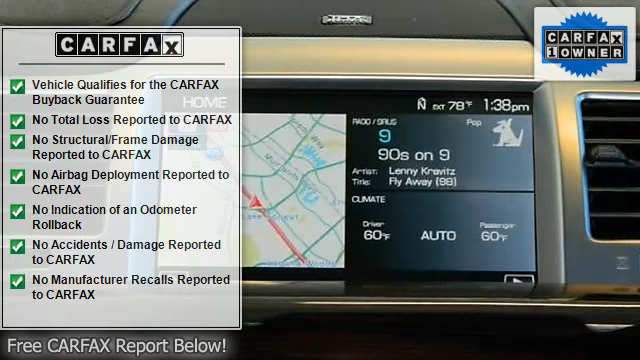 CARFAX
Vehicle Qualifies for the CARFAX
Buyback Guarantee
No Total Loss Reported to CARFAX
No Structural/Frame Damage
Reported to CARFAX
No Airbag Deployment Reported to
CARFAX
No Indication of an Odometer
Rollback
No Accidents / Damage Reported
to CARFAX
No Manufacturer Recalls Reported
to CARFAX
Free CARFAX Report Below!
CARFAX
1 OWNER
HOME
N EXT 78°F 1:38pm
RADIO / SIRIUS
Pop
9
90s on 9
Artist: Lenny Kravitz
Title: Fly Away (98)
CLIMATE
Driver
Passenger
60°F AUTO 60°F